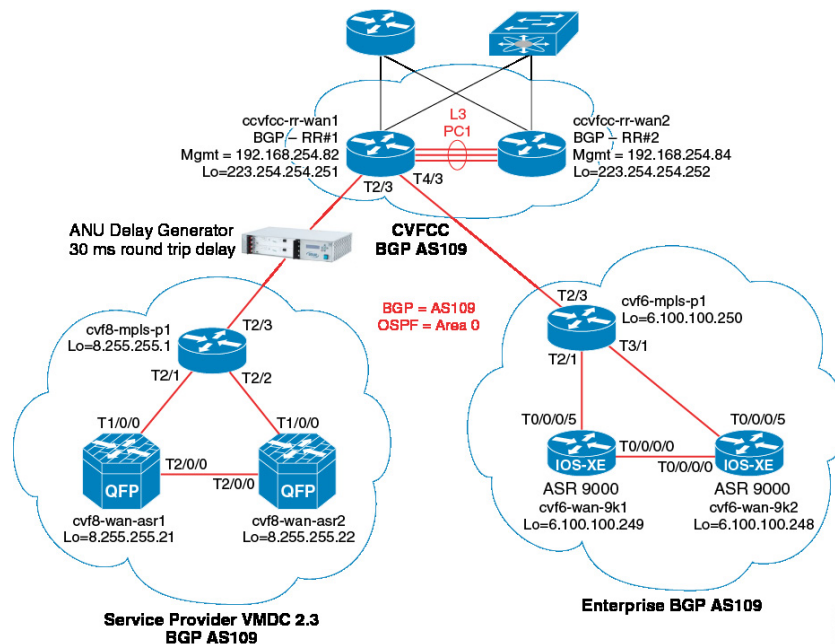 ccvfcc-rr-wan1
BGP – RR#1
Mgmt = 192.168.254.82
Lo=223.254.254.251
L3
PC1
ccvfcc-rr-wan2
BGP – RR#2
Mgmt = 192.168.254.84
Lo=223.254.254.252
T2/3
T4/3
CVFCC
BGP AS109
ANU Delay Generator
30 ms round trip delay
BGP = AS109
OSPF = Area 0
cvf8-mpls-p1
Lo=8.255.255.1
T2/3
T2/1
T2/2
T1/0/0
T1/0/0
T2/0/0
T2/0/0
QFP
QFP
cvf8-wan-asr1
Lo=8.255.255.21
cvf8-wan-asr2
Lo=8.255.255.22
Service Provider VMDC 2.3
BGP AS109
T2/3
cvf6-mpls-p1
Lo=6.100.100.250
T2/1
T3/1
T0/0/0/5
T0/0/0/5
T0/0/0/0
T0/0/0/0
IOS-XE
IOS-XE
ASR 9000
cvf6-wan-9k1
Lo=6.100.100.249
ASR 9000
cvf6-wan-9k2
Lo=6.100.100.248
Enterprise BGP AS109